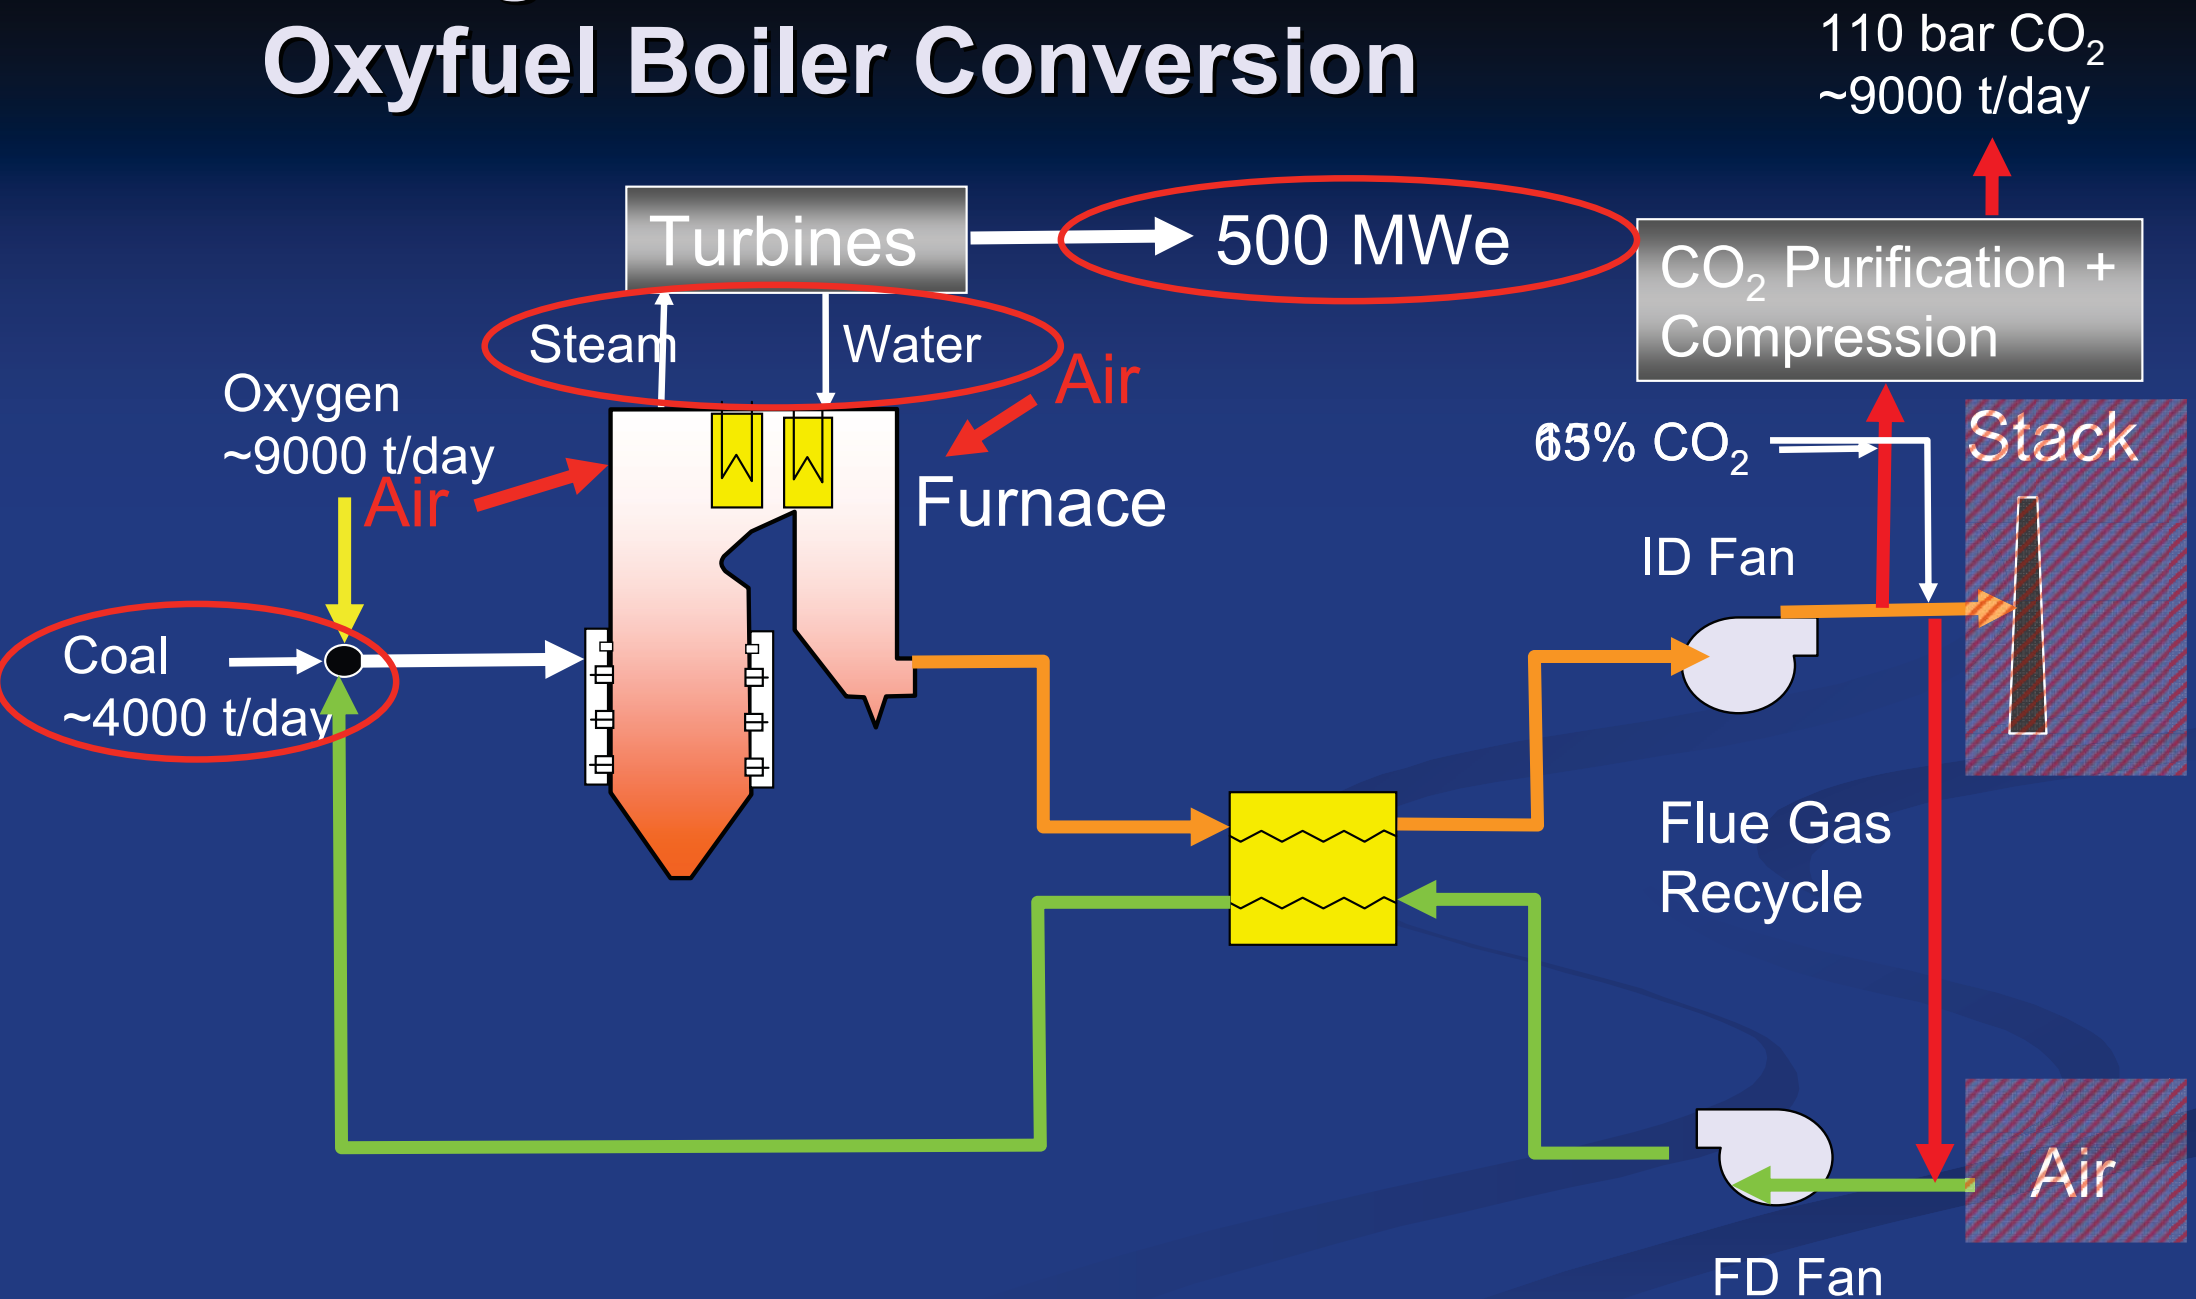 Oxyfuel Boiler Conversion
110 bar CO₂
~9000 t/day
Turbines
500 MWe
CO₂ Purification +
Compression
Steam
Water
Air
Oxygen
~9000 t/day
Air
Furnace
% CO₂
Stack
ID Fan
Coal
~4000 t/day
Flue Gas
Recycle
Air
FD Fan